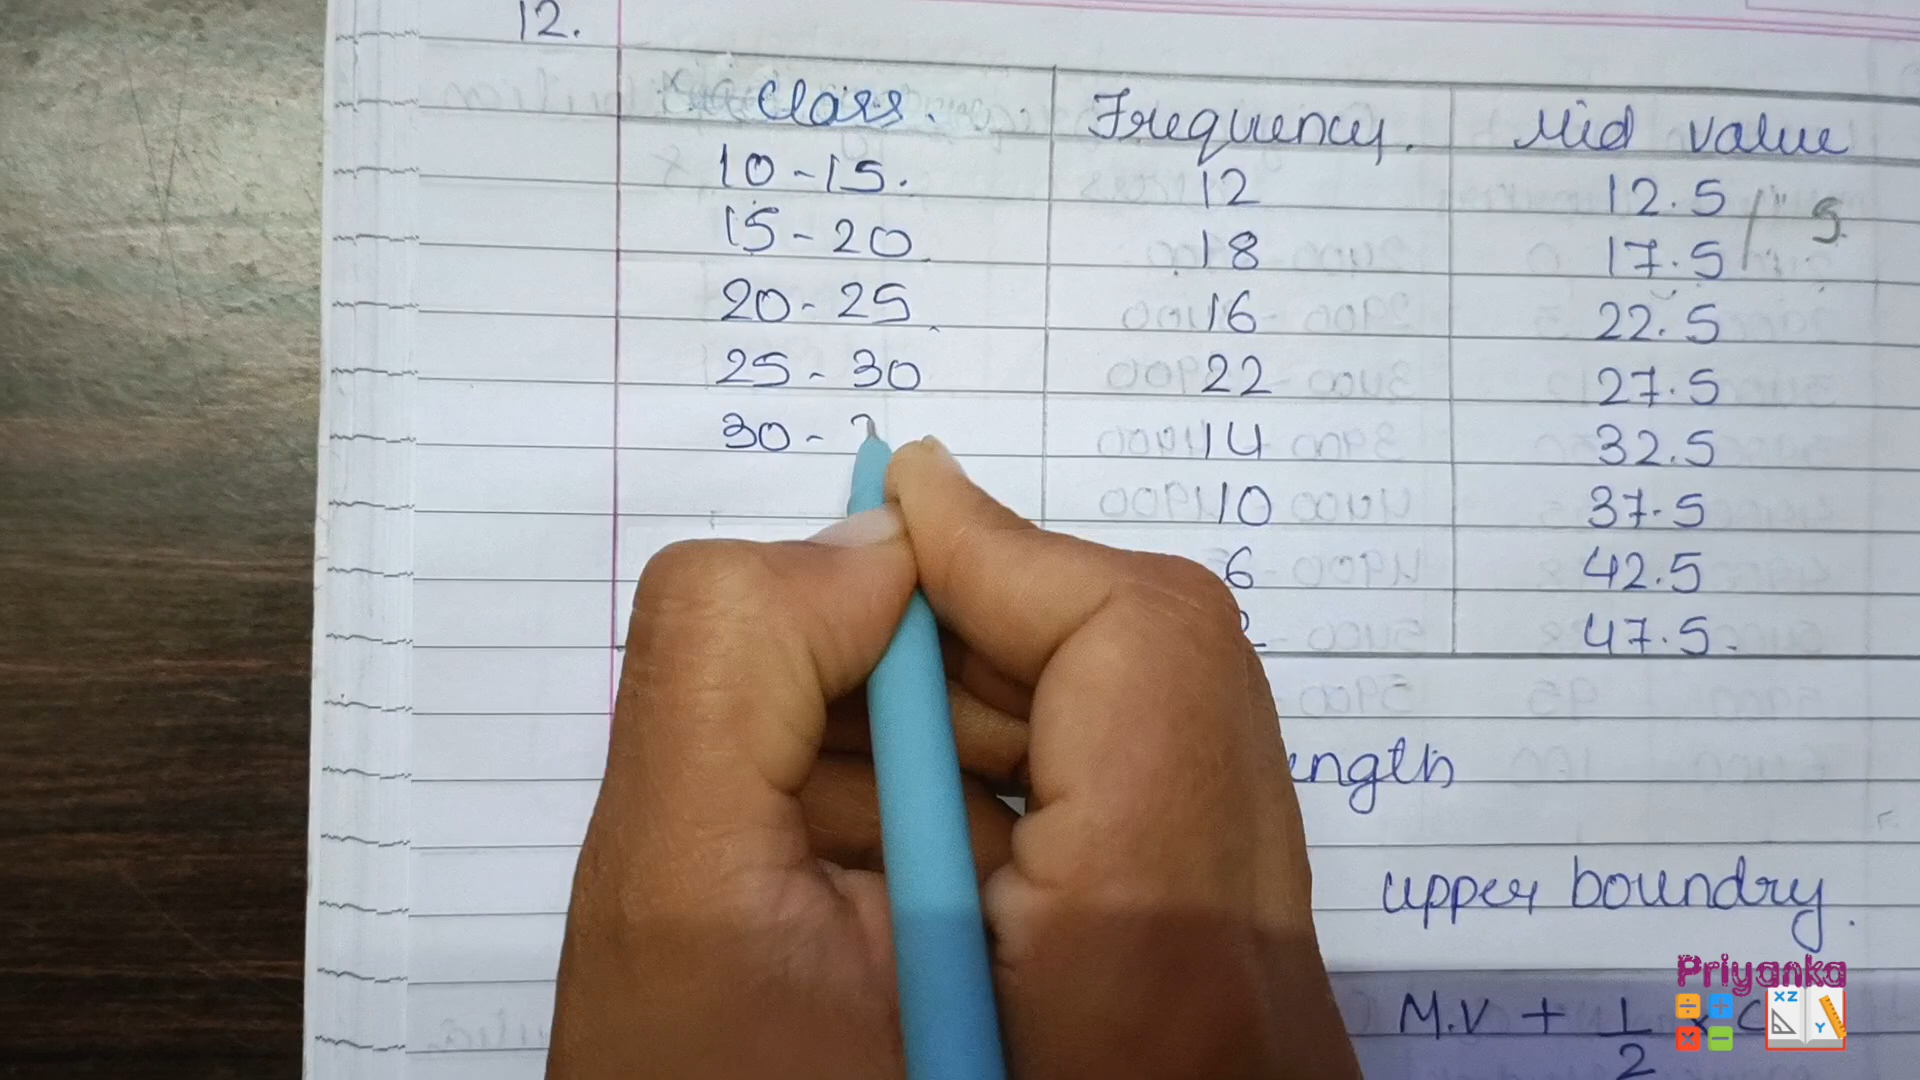 12.
Class. Frequency. Mid value
10 - 15. 12 12.5
15 - 20 18 17.5 5
20 - 25 16 22.5
25 - 30 22 27.5
30 - 14 32.5
10 37.5
6 42.5
47.5.
upper boundry.
Priyanka
M.V + 1/2 × C
XZ
Y